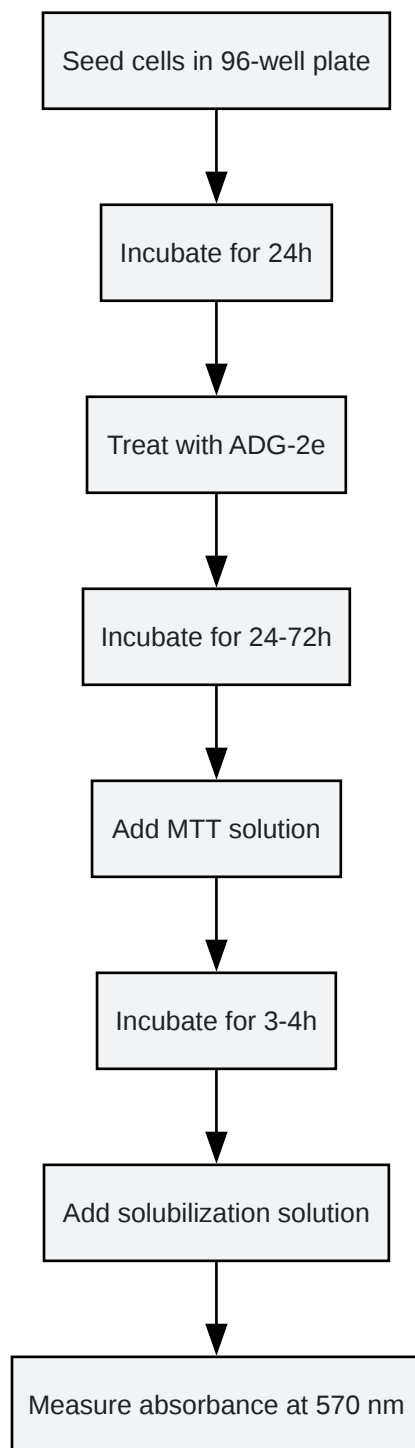 Seed cells in 96-well plate
Incubate for 24h
Treat with ADG-2e
Incubate for 24-72h
Add MTT solution
Incubate for 3-4h
Add solubilization solution
Measure absorbance at 570 nm